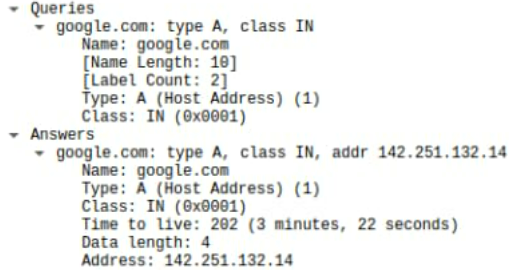 Queries
google.com: type A, class IN
Name: google.com
[Name Length: 10]
[Label Count: 2]
Type: A (Host Address) (1)
Class: IN (0x0001)
Answers
google.com: type A, class IN, addr 142.251.132.14
Name: google.com
Type: A (Host Address) (1)
Class: IN (0x0001)
Time to live: 202 (3 minutes, 22 seconds)
Data length: 4
Address: 142.251.132.14